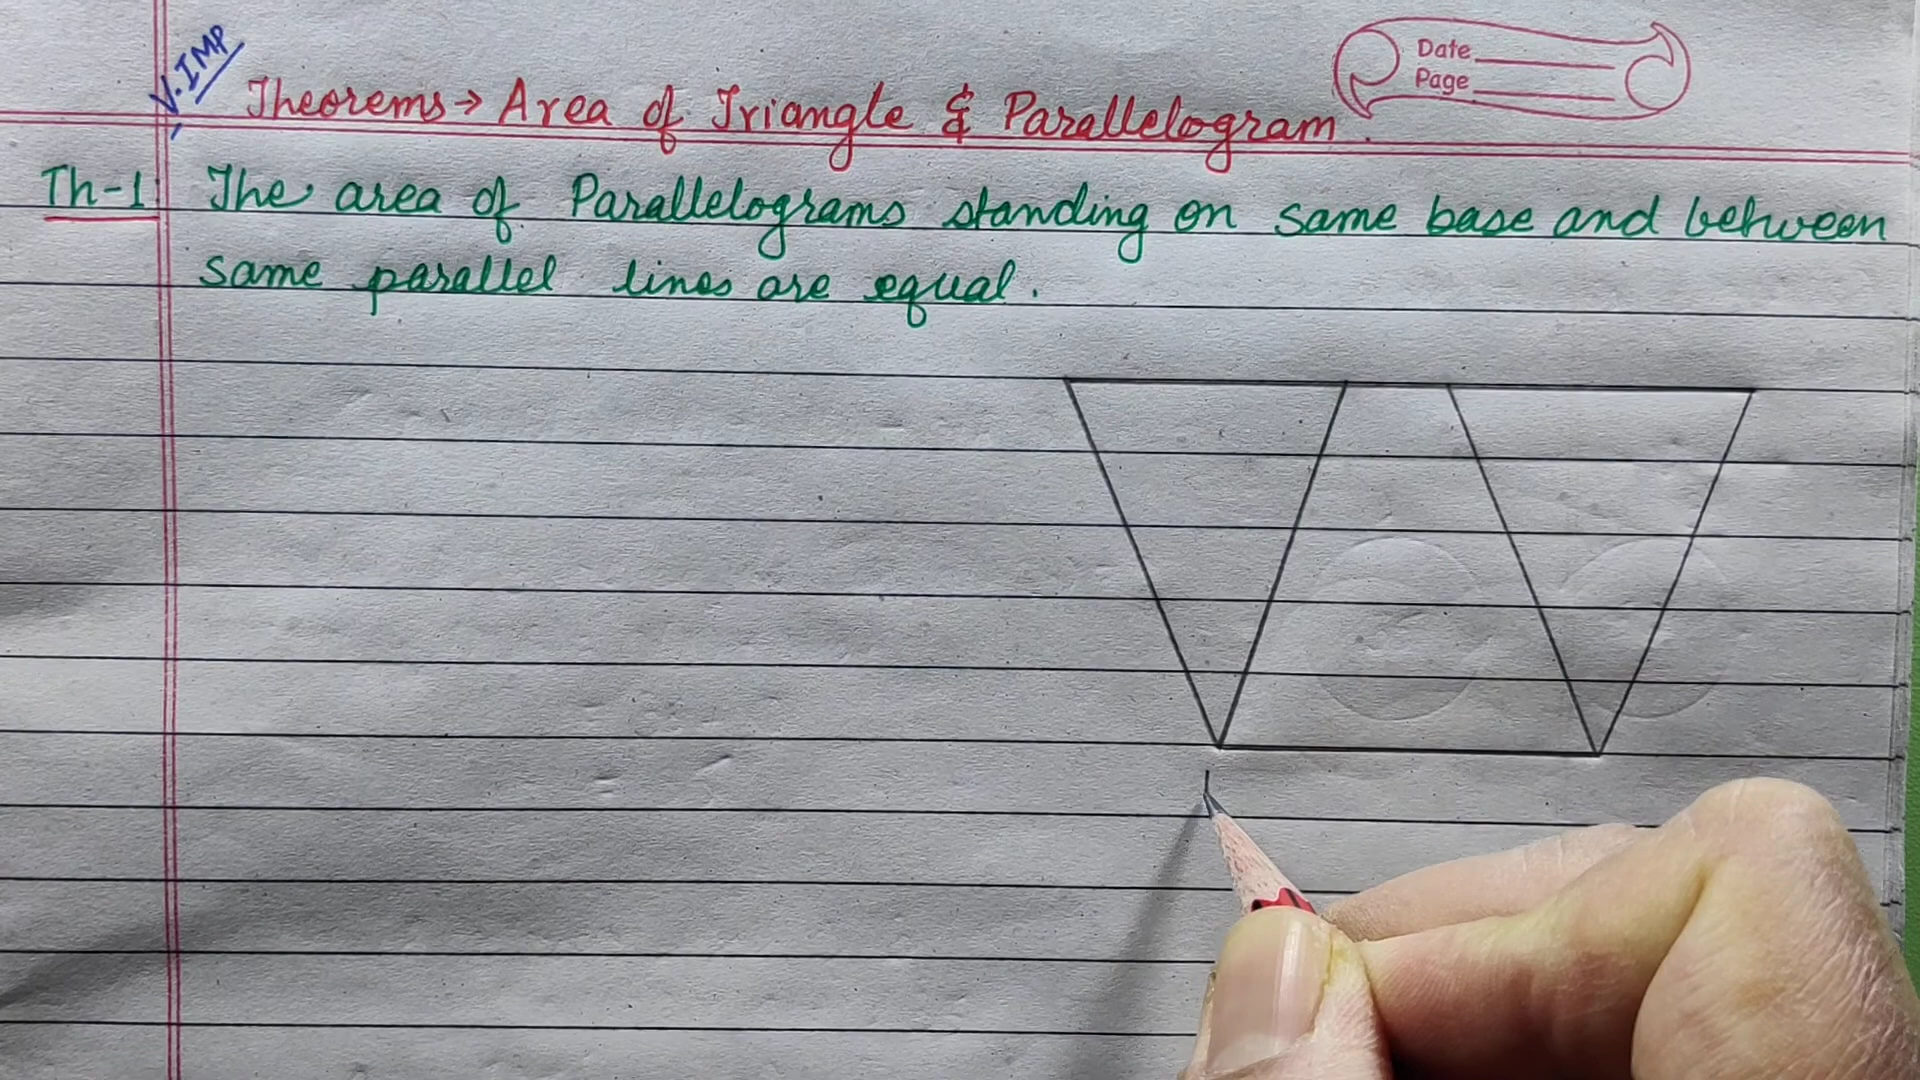 V.IMP
Date
Page
Theorems → Area of Triangle & Parallelogram.
Th-1 The area of Parallelograms standing on same base and between
same parallel lines are equal.